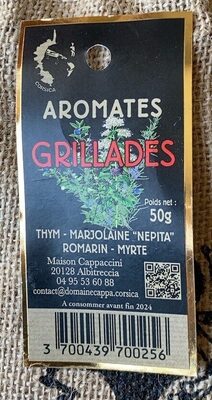 CORSICA
AROMATES
GRILLADES
Poids net :
50g
THYM - MARJOLAINE "NEPITA"
ROMARIN - MYRTE
Maison Cappaccini
20128 Albitreccia
04 95 53 60 88
contact@domainecappa.corsica
A consommer avant fin 2024
3 700439 700256